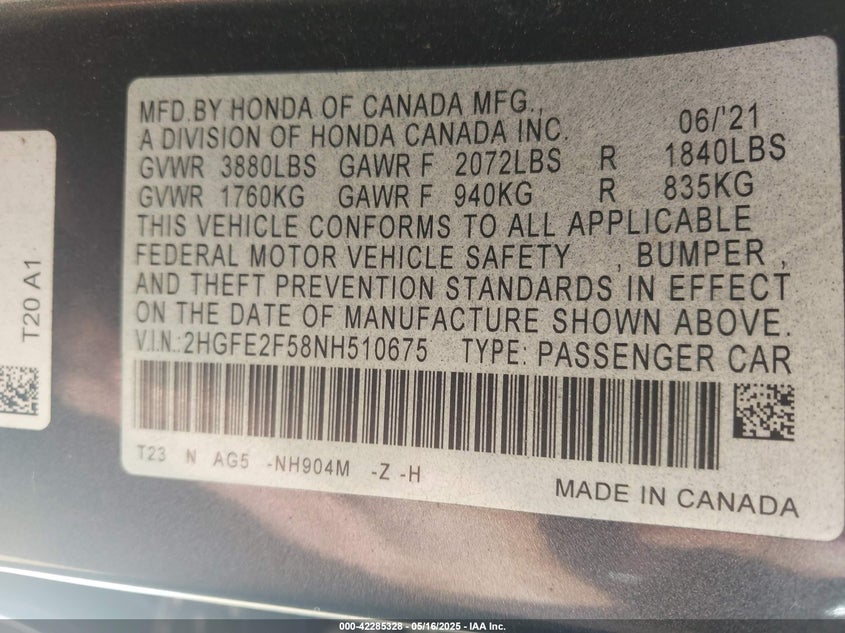 MFD.BY HONDA OF CANADA MFG.,
A DIVISION OF HONDA CANADA INC. 06/'21
GVWR 3880LBS GAWR F 2072LBS R 1840LBS
GVWR 1760KG GAWR F 940KG R 835KG
THIS VEHICLE CONFORMS TO ALL APPLICABLE
FEDERAL MOTOR VEHICLE SAFETY , BUMPER ,
AND THEFT PREVENTION STANDARDS IN EFFECT
ON THE DATE OF MANUFACTURE SHOWN ABOVE.
V.I.N.:2HGFE2F58NH510675 TYPE: PASSENGER CAR
T23 N AG5 -NH904M -Z -H
MADE IN CANADA
T20 A1
000-42285328 - 05/16/2025 - IAA Inc.